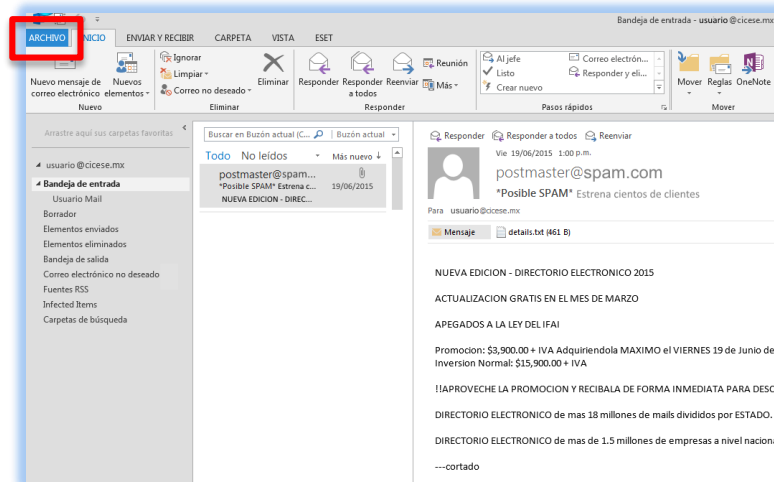 Bandeja de entrada - usuario @cicese.mx
ARCHIVO INICIO ENVIAR Y RECIBIR CARPETA VISTA ESET
Nuevo mensaje de correo electrónico
Nuevos elementos
Ignorar
Limpiar
Correo no deseado
Eliminar
Responder
Responder a todos
Reenviar
Reunión
Más
Al jefe
Listo
Crear nuevo
Correo electrón...
Responder y eli...
Mover
Reglas
OneNote
Nuevo
Eliminar
Responder
Pasos rápidos
Mover
Arrastre aquí sus carpetas favoritas
usuario @cicese.mx
Bandeja de entrada
Usuario Mail
Borrador
Elementos enviados
Elementos eliminados
Bandeja de salida
Correo electrónico no deseado
Fuentes RSS
Infected Items
Carpetas de búsqueda
Buscar en Buzón actual (C... Buzón actual
Todo No leídos Más nuevo
postmaster@spam...
*Posible SPAM* Estrena c... 19/06/2015
NUEVA EDICION - DIREC...
Responder Responder a todos Reenviar
Vie 19/06/2015 1:00 p.m.
postmaster@spam.com
*Posible SPAM* Estrena cientos de clientes
Para usuario@cicese.mx
Mensaje details.txt (461 B)
NUEVA EDICION - DIRECTORIO ELECTRONICO 2015
ACTUALIZACION GRATIS EN EL MES DE MARZO
APEGADOS A LA LEY DEL IFAI
Promocion: $3,900.00 + IVA Adquiriendola MAXIMO el VIERNES 19 de Junio de
Inversion Normal: $15,900.00 + IVA
!!APROVECHE LA PROMOCION Y RECIBALA DE FORMA INMEDIATA PARA DESC
DIRECTORIO ELECTRONICO de mas 18 millones de mails divididos por ESTADO.
DIRECTORIO ELECTRONICO de mas de 1.5 millones de empresas a nivel naciona
---cortado